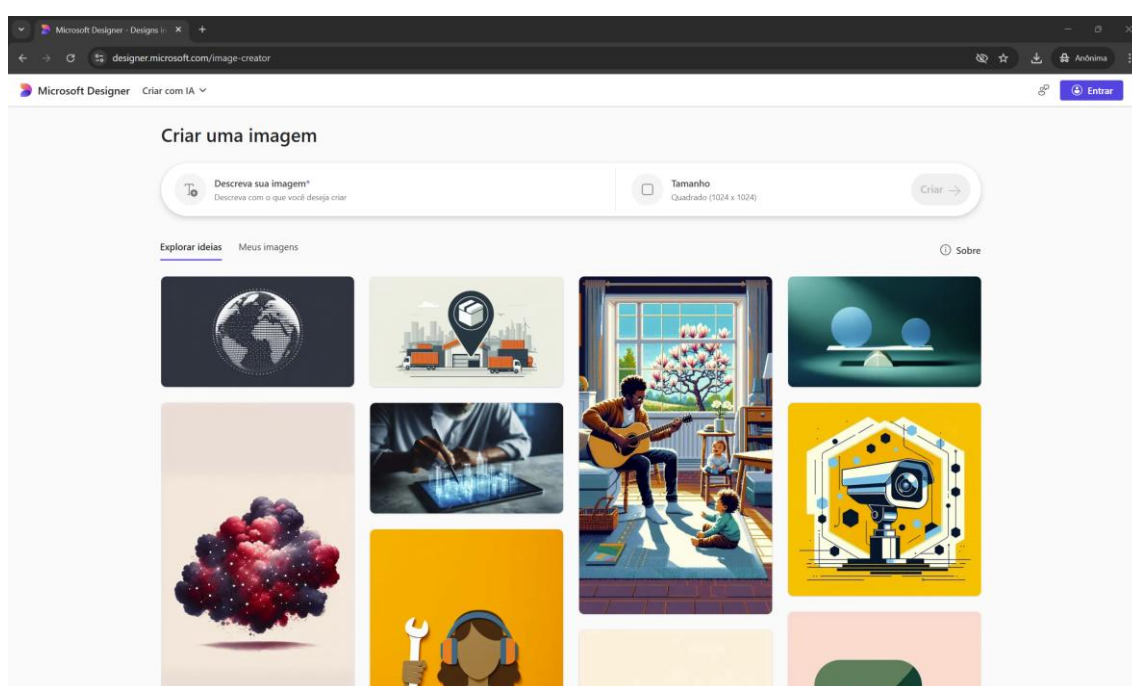 Microsoft Designer - Designs in
designer.microsoft.com/image-creator
Anônima
Microsoft Designer Criar com IA
Entrar
Criar uma imagem
Descreva sua imagem*
Descreva com o que você deseja criar
Tamanho
Quadrado (1024 x 1024)
Criar →
Explorar ideias Meus imagens
Sobre